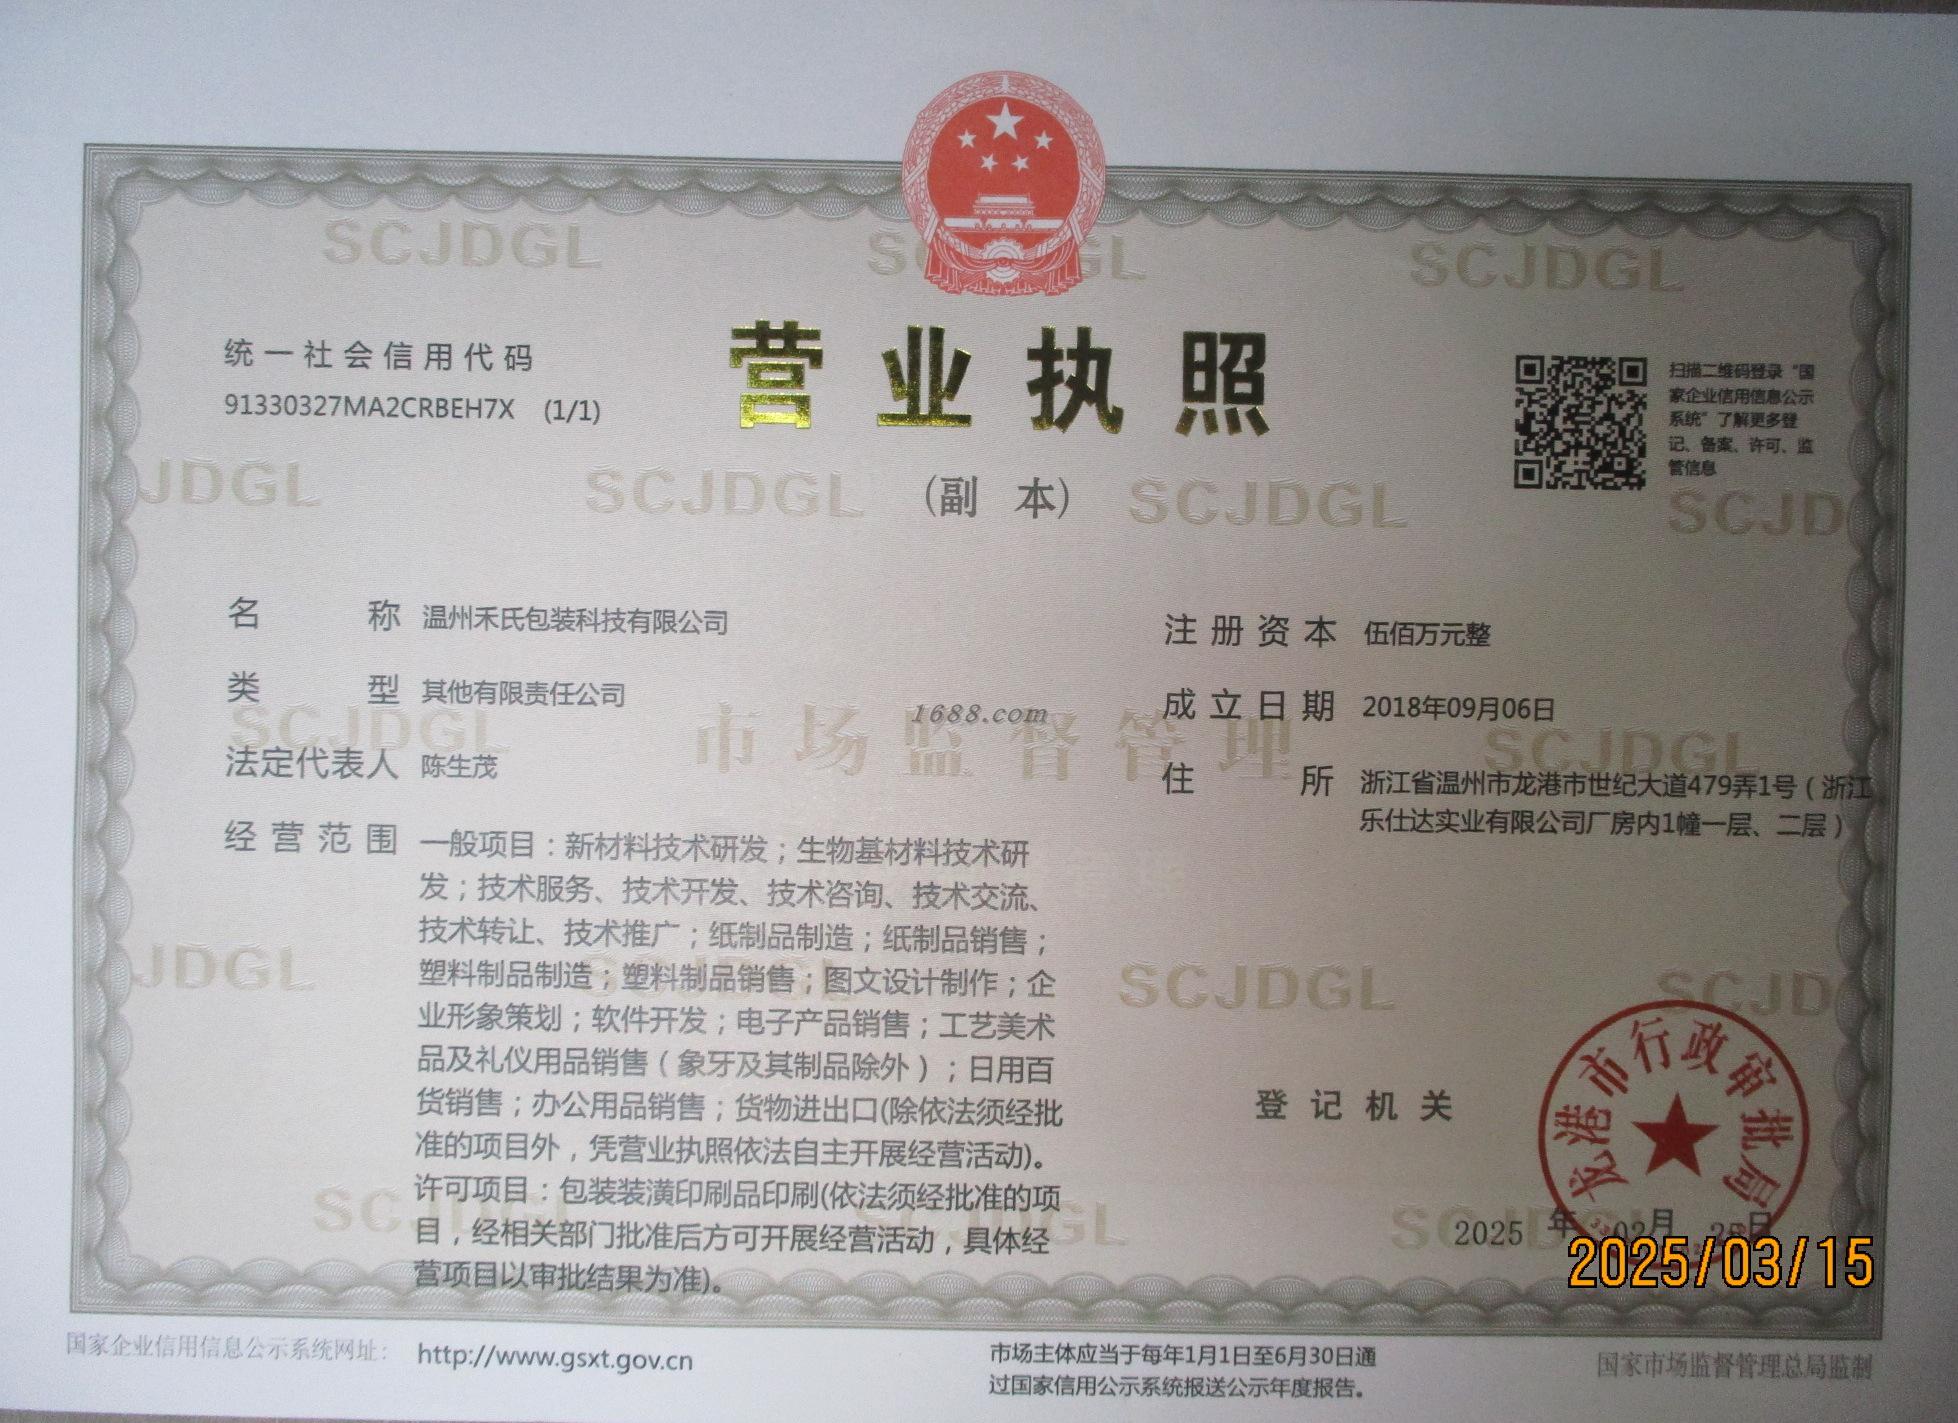 统一社会信用代码
91330327MA2CRBEH7X (1/1)
营业执照
(副 本)
扫描二维码登录“国
家企业信用信息公示
系统”了解更多登
记、备案、许可、监
管信息
名 称 温州禾氏包装科技有限公司
类 型 其他有限责任公司
法定代表人 陈生茂
经营范围 一般项目：新材料技术研发；生物基材料技术研
发；技术服务、技术开发、技术咨询、技术交流、
技术转让、技术推广；纸制品制造；纸制品销售；
塑料制品制造；塑料制品销售；图文设计制作；企
业形象策划；软件开发；电子产品销售；工艺美术
品及礼仪用品销售（象牙及其制品除外）；日用百
货销售；办公用品销售；货物进出口(除依法须经批
准的项目外，凭营业执照依法自主开展经营活动)。
许可项目：包装装潢印刷品印刷(依法须经批准的项
目，经相关部门批准后方可开展经营活动，具体经
营项目以审批结果为准)。
注册资本 伍佰万元整
成立日期 2018年09月06日
住 所 浙江省温州市龙港市世纪大道479弄1号（浙江
乐仕达实业有限公司厂房内1幢一层、二层）
1688.com
市场监督管理
SCJDGL
登记机关
龙港市行政审批局
2025 年 02月 日
2025/03/15
国家企业信用信息公示系统网址： http://www.gsxt.gov.cn
市场主体应当于每年1月1日至6月30日通
过国家信用公示系统报送公示年度报告。
国家市场监督管理总局监制